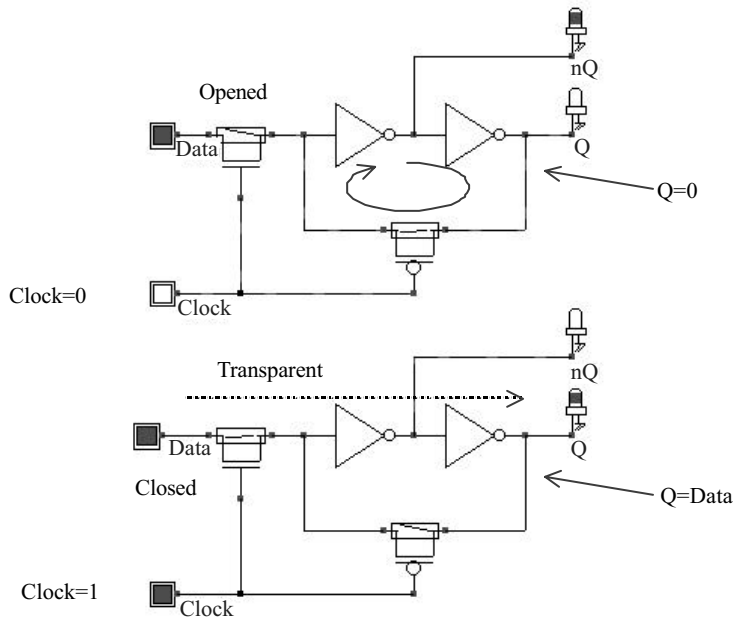 nQ
Opened
Data
Q
Q=0
Clock=0
Clock
Transparent
nQ
Data
Q
Closed
Q=Data
Clock=1
Clock